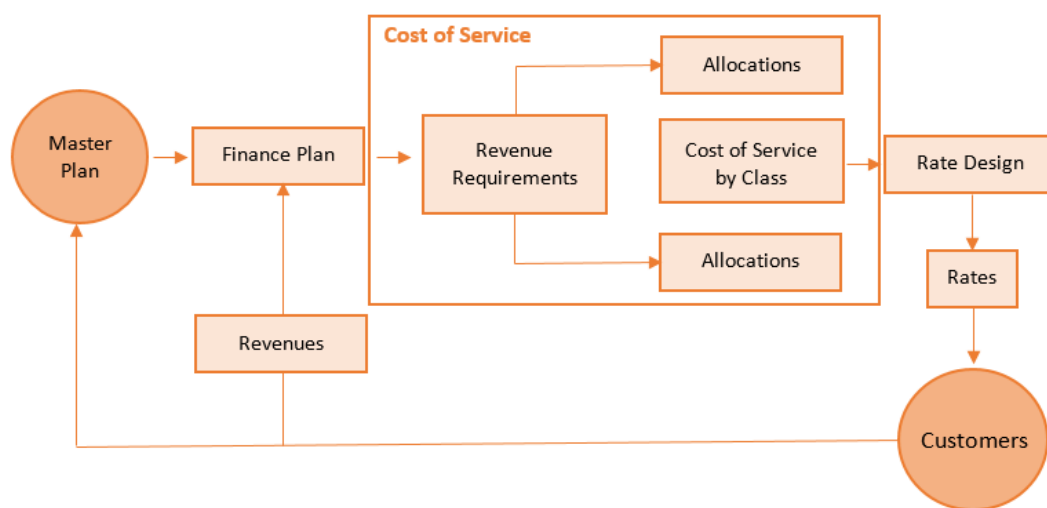 Cost of Service
Allocations
Master
Plan
Finance Plan
Revenue
Requirements
Cost of Service
by Class
Rate Design
Allocations
Rates
Revenues
Customers